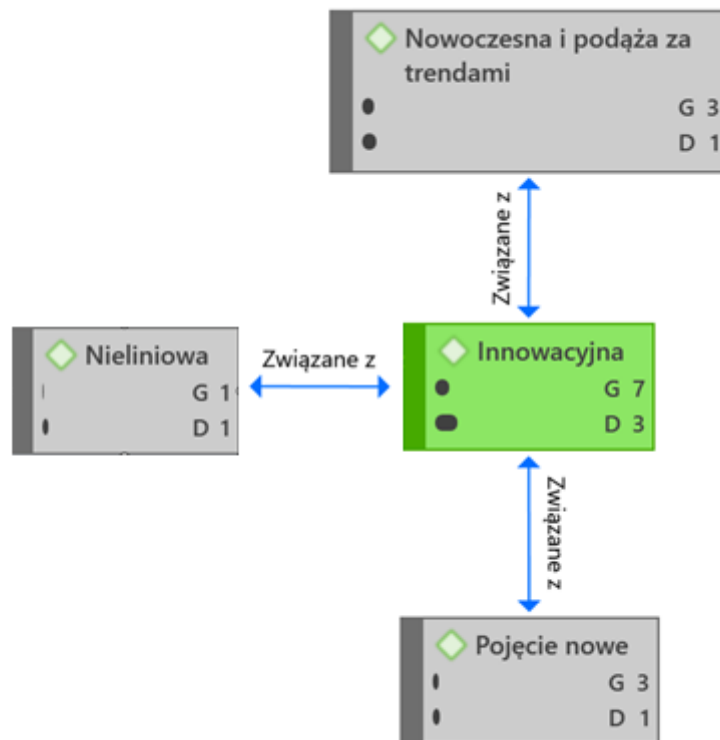 Nowoczesna i podąża za
trendami
G 3
D 1
Związane z
Nieliniowa
G 1
D 1
Związane z
Innowacyjna
G 7
D 3
Związane z
Pojęcie nowe
G 3
D 1